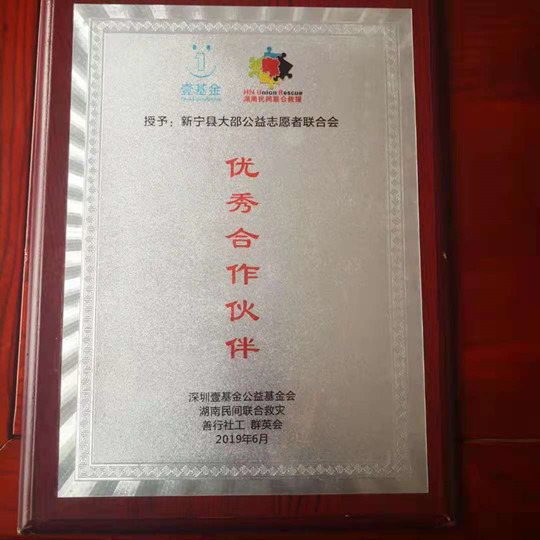 壹基金
HN Union Rescue
湖南民间联合救援
授予：新宁县大邵公益志愿者联合会
优秀合作伙伴
深圳壹基金公益基金会
湖南民间联合救灾
善行社工 群英会
2019年6月